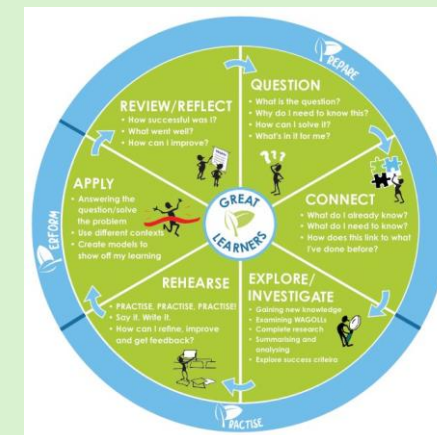 PREPARE
QUESTION
• What is the question?
• Why do I need to know this?
• How can I solve it?
• What's in it for me?
???
CONNECT
• What do I already know?
• What do I need to know?
• How does this link to what
I've done before?
EXPLORE/
INVESTIGATE
• Gaining new knowledge
• Examining WAGOLLs
• Complete research
• Summarising and
analysing
• Explore success criteira
PRACTISE
REHEARSE
• PRACTISE, PRACTISE, PRACTISE!
• Say it. Write it.
• How can I refine, improve
and get feedback?
PERFORM
APPLY
• Answering the
question/solve
the problem
• Use different contexts
• Create models to
show off my learning
REVIEW/REFLECT
• How successful was I?
• What went well?
• How can I improve?
GREAT
LEARNERS